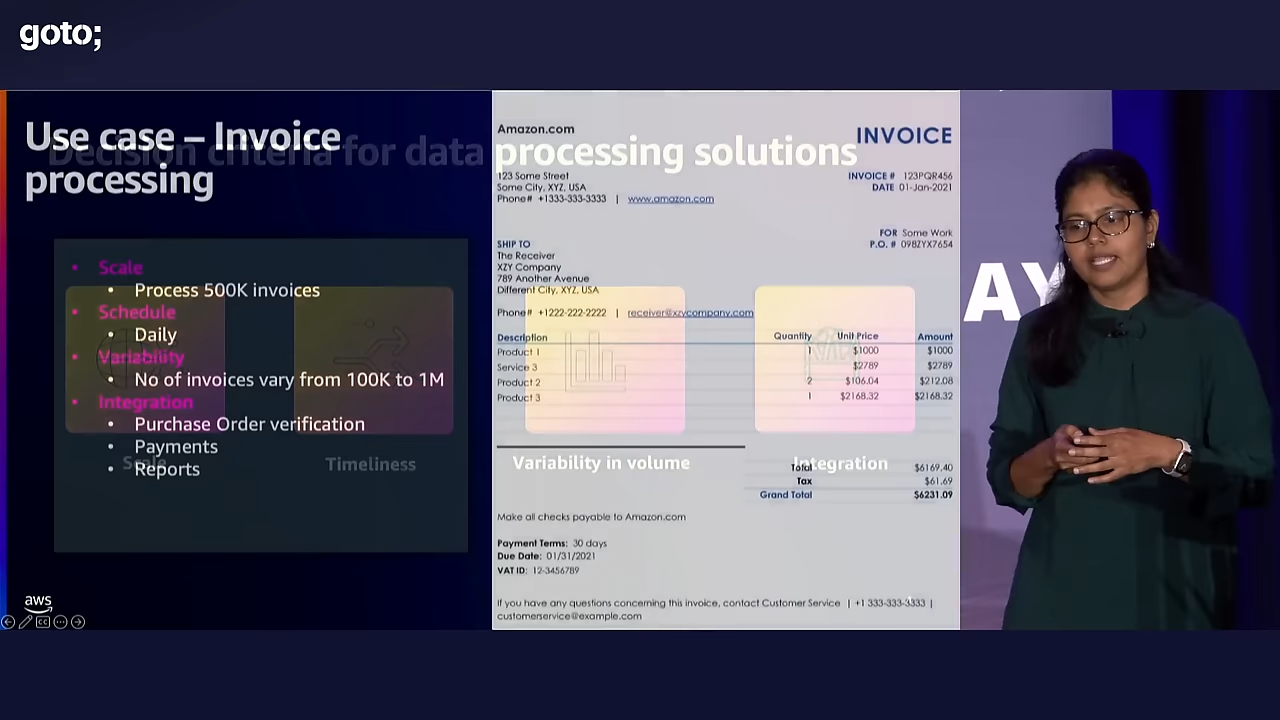 goto;
Use case – Invoice
processing
Decision criteria for data processing solutions
Scale
Process 500K invoices
Schedule
Daily
Variability
No of invoices vary from 100K to 1M
Integration
Purchase Order verification
Payments
Reports
Scale
Timeliness
Variability in volume
Integration
aws
Amazon.com
INVOICE
123 Some Street
Some City, XYZ, USA
Phone# +1333-333-3333 | www.amazon.com
INVOICE # 123PQR456
DATE 01-Jan-2021
FOR Some Work
P.O. # 098ZYX7654
SHIP TO
The Receiver
XZY Company
789 Another Avenue
Different City, XYZ, USA
Phone# +1222-222-2222 | receiver@xzycompany.com
Description Quantity Unit Price Amount
Product 1 1 $1000 $1000
Service 3 $2789 $2789
Product 2 2 $106.04 $212.08
Product 3 1 $2168.32 $2168.32
Total $6169.40
Tax $61.69
Grand Total $6231.09
Make all checks payable to Amazon.com
Payment Terms: 30 days
Due Date: 01/31/2021
VAT ID: 12-3456789
If you have any questions concerning this invoice, contact Customer Service | +1 333-333-3333 |
customerservice@example.com
AY